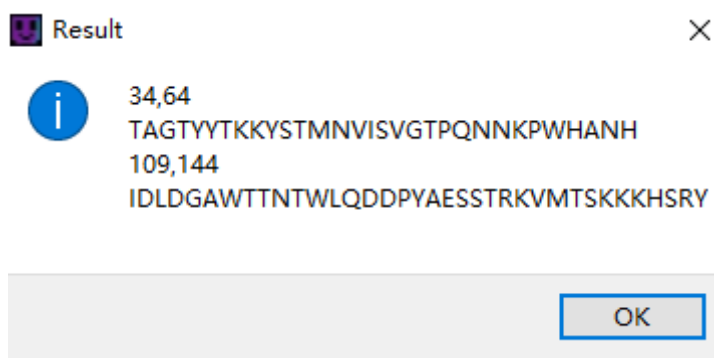 Result
34,64
TAGTYYTKKYSTMNVISVGTPQNNKPWHANH
109,144
IDLDGAWTTNTWLQDDPYAESSTRKVMTSKKKHSRY
OK